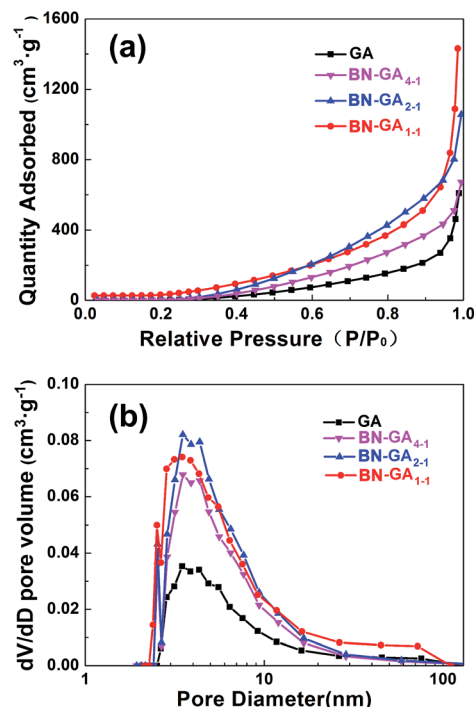 (a)
GA
BN-GA4-1
BN-GA2-1
BN-GA1-1
Quantity Adsorbed (cm³·g⁻¹)
1600
1200
800
400
0
0.0 0.2 0.4 0.6 0.8 1.0
Relative Pressure (P/P₀)
(b)
GA
BN-GA4-1
BN-GA2-1
BN-GA1-1
dV/dD pore volume (cm³·g⁻¹)
0.10
0.08
0.06
0.04
0.02
0.00
1 10 100
Pore Diameter(nm)